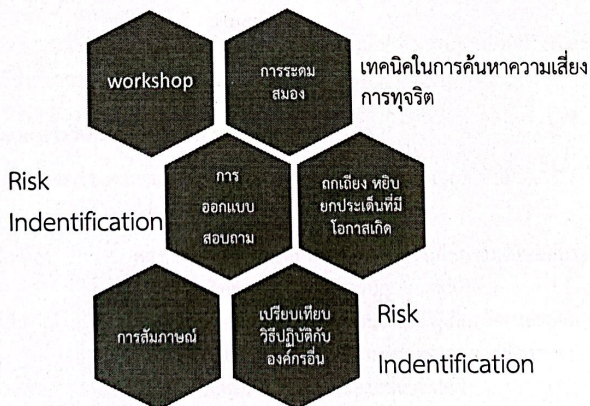 workshop
การระดม
สมอง
เทคนิคในการค้นหาความเสี่ยง
การทุจริต
Risk
Indentification
การ
ออกแบบ
สอบถาม
ถกเถียง หยิบ
ยกประเด็นที่มี
โอกาสเกิด
การสัมภาษณ์
เปรียบเทียบ
วิธีปฏิบัติกับ
องค์กรอื่น
Risk
Indentification